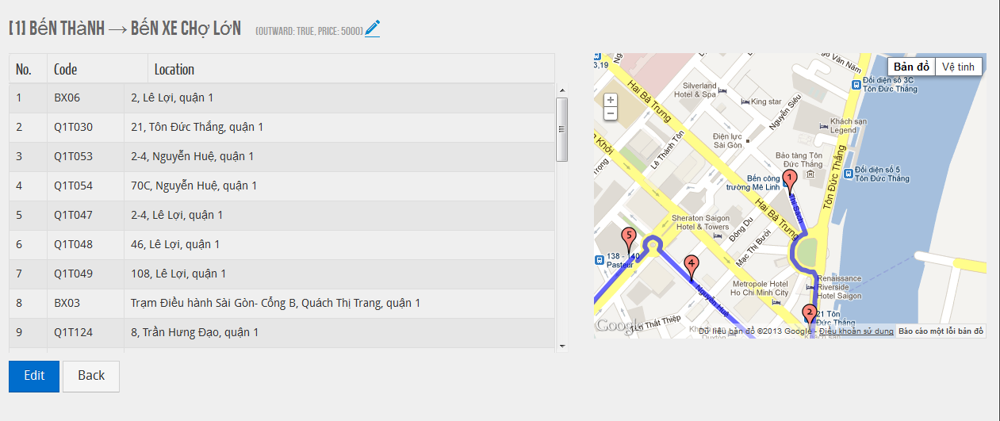 [1] BếN THàNH → BếN XE CHợ LớN (OUTWARD: TRUE, PRICE: 5000)
No. Code Location
1 BX06 2, Lê Lợi, quận 1
2 Q1T030 21, Tôn Đức Thắng, quận 1
3 Q1T053 2-4, Nguyễn Huệ, quận 1
4 Q1T054 70C, Nguyễn Huệ, quận 1
5 Q1T047 2-4, Lê Lợi, quận 1
6 Q1T048 46, Lê Lợi, quận 1
7 Q1T049 108, Lê Lợi, quận 1
8 BX03 Trạm Điều hành Sài Gòn- Cổng B, Quách Thị Trang, quận 1
9 Q1T124 8, Trần Hưng Đạo, quận 1
Edit Back
Bản đồ Vệ tinh
3,19
Văn Năm
Đối diện số 3C
Tôn Đức Thắng
Hai Bà Trưng
Silverland
Hotel & Spa
King star
Nguyễn Siêu
Khách sạn
Legend
Điện lực
Sài Gòn
Lê Thánh Tôn
Bảo tàng Tôn
Đức Thắng
Đối diện số 5
Tôn Đức Thắng
Tôn Đức Thắng
Bến công
trường Mê Linh
1
Thi Sách
Hai Bà Trưng
Sheraton Saigon
Hotel & Towers
Đông Du
Mạc Thị Bưởi
5
138 - 140
Pasteur
4
Nguyễn Huệ
Metropole Hotel
Ho Chi Minh City
Renaissance
Riverside
Hotel Saigon
2
21 Tôn
Đức Thắng
Tôn Thất Thiệp
Google
Dữ liệu bản đồ ©2013 Google - Điều khoản sử dụng
Báo cáo một lỗi bản đồ